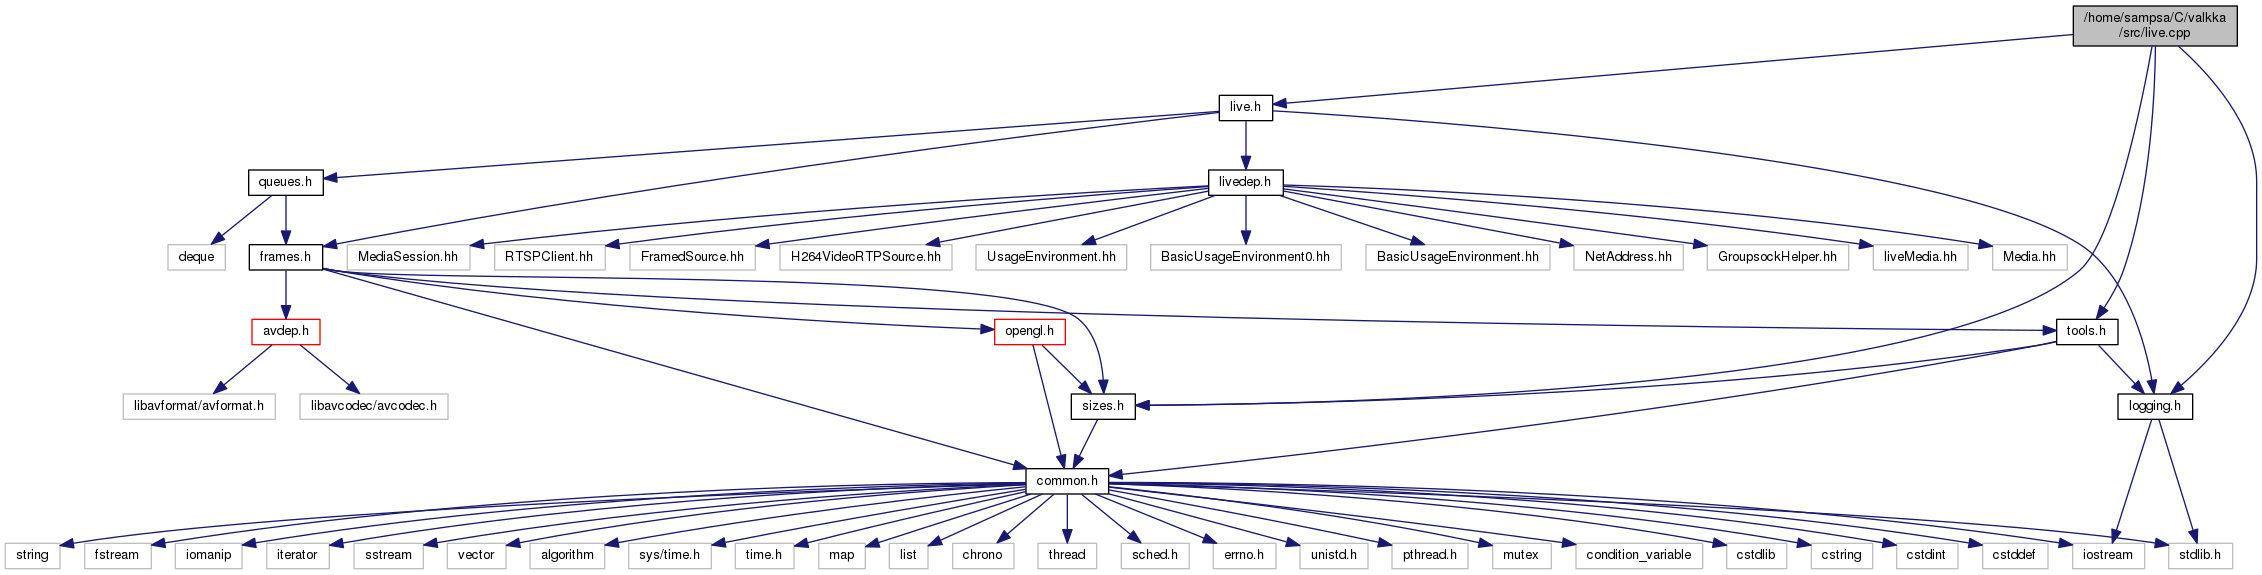 /home/sampsa/C/valkka
/src/live.cpp
live.h
queues.h
livedep.h
deque
frames.h
MediaSession.hh
RTSPClient.hh
FramedSource.hh
H264VideoRTPSource.hh
UsageEnvironment.hh
BasicUsageEnvironment0.hh
BasicUsageEnvironment.hh
NetAddress.hh
GroupsockHelper.hh
liveMedia.hh
Media.hh
avdep.h
opengl.h
tools.h
libavformat/avformat.h
libavcodec/avcodec.h
sizes.h
logging.h
common.h
string
fstream
iomanip
iterator
sstream
vector
algorithm
sys/time.h
time.h
map
list
chrono
thread
sched.h
errno.h
unistd.h
pthread.h
mutex
condition_variable
cstdlib
cstring
cstdint
cstddef
iostream
stdlib.h